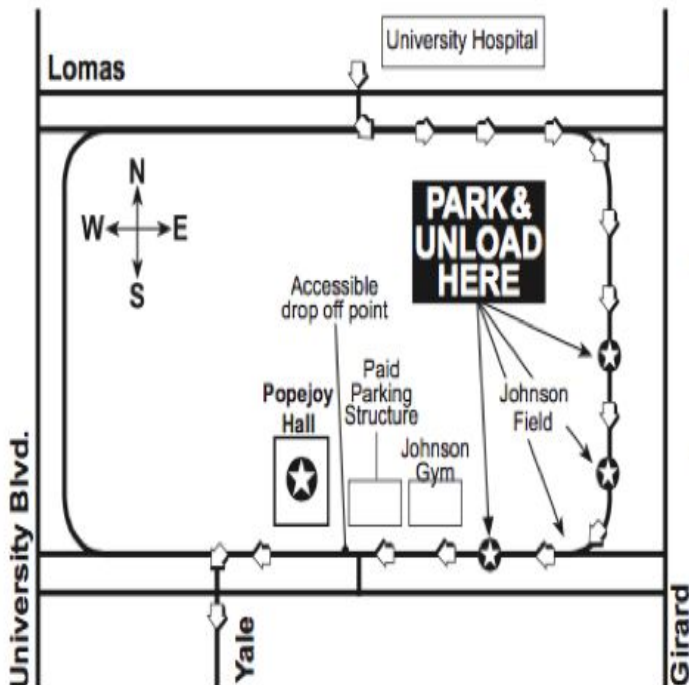 University Hospital
Lomas
N
W E
S
PARK &
UNLOAD
HERE
Accessible
drop off point
Paid
Parking
Structure
Popejoy
Hall
Johnson
Gym
Johnson
Field
University Blvd.
Yale
Girard